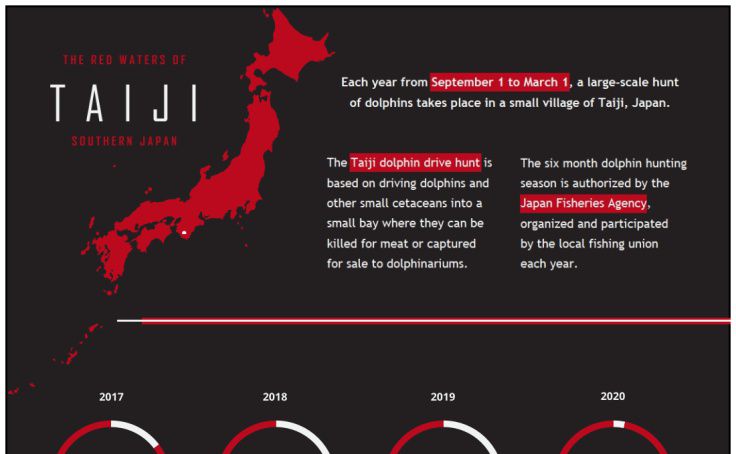 THE RED WATERS OF
TAIJI
SOUTHERN JAPAN
Each year from September 1 to March 1, a large-scale hunt
of dolphins takes place in a small village of Taiji, Japan.
The Taiji dolphin drive hunt is
based on driving dolphins and
other small cetaceans into a
small bay where they can be
killed for meat or captured
for sale to dolphinariums.
The six month dolphin hunting
season is authorized by the
Japan Fisheries Agency,
organized and participated
by the local fishing union
each year.
2017
2018
2019
2020